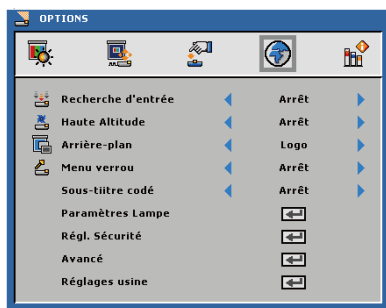 OPTIONS
Recherche d'entrée Arrêt
Haute Altitude Arrêt
Arrière-plan Logo
Menu verrou Arrêt
Sous-tiitre codé Arrêt
Paramètres Lampe
Régl. Sécurité
Avancé
Réglages usine